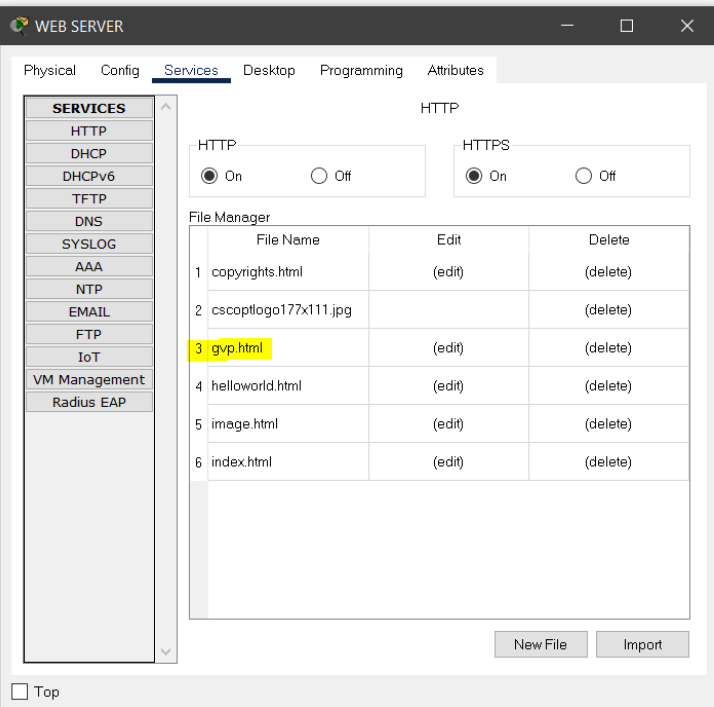 WEB SERVER
Physical Config Services Desktop Programming Attributes
SERVICES
HTTP
DHCP
DHCPv6
TFTP
DNS
SYSLOG
AAA
NTP
EMAIL
FTP
IoT
VM Management
Radius EAP
HTTP
HTTP
On Off
HTTPS
On Off
File Manager
File Name Edit Delete
1 copyrights.html (edit) (delete)
2 cscoptlogo177x111.jpg (delete)
3 gvp.html (edit) (delete)
4 helloworld.html (edit) (delete)
5 image.html (edit) (delete)
6 index.html (edit) (delete)
New File Import
Top